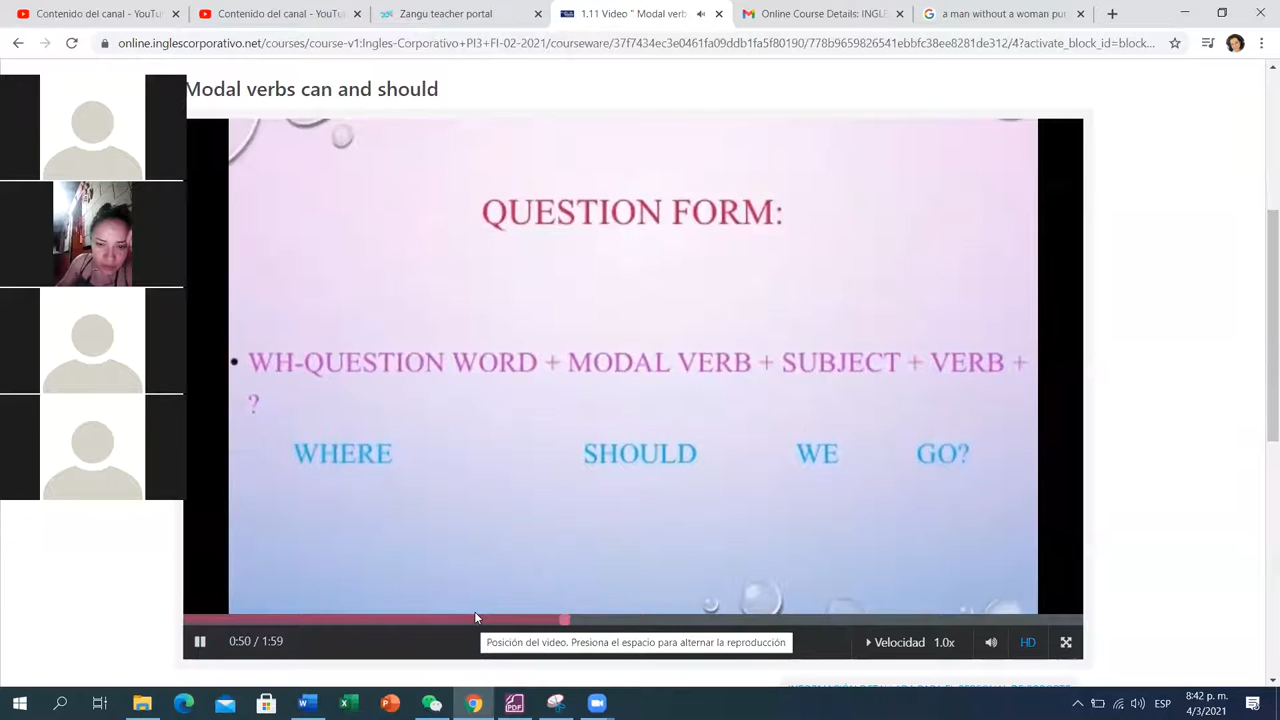 Contenido del canal - YouTu
Contenido del canal - YouTu
Zangu teacher portal
1.11 Video " Modal verb
Online Course Details: INGLE
a man without a woman pu
online.inglescorporativo.net/courses/course-v1:Ingles-Corporativo+PI3+FI-02-2021/courseware/37f7434ec3e0461fa09ddb1fa5f80190/778b9659826541ebbfc38ee8281de312/4?activate_block_id=block...
Modal verbs can and should
QUESTION FORM:
• WH-QUESTION WORD + MODAL VERB + SUBJECT + VERB +
?
WHERE SHOULD WE GO?
0:50 / 1:59
Posición del video. Presiona el espacio para alternar la reproducción
Velocidad 1.0x
HD
8:42 p. m.
ESP
4/3/2021